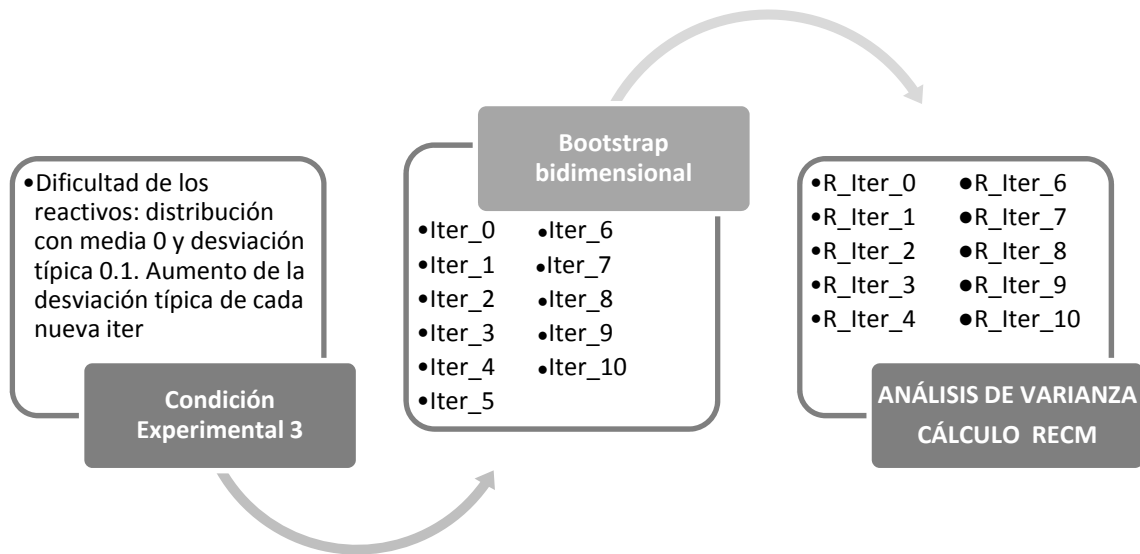 •Dificultad de los
reactivos: distribución
con media 0 y desviación
típica 0.1. Aumento de la
desviación típica de cada
nueva iter
Condición
Experimental 3
Bootstrap
bidimensional
•Iter_0
•Iter_1
•Iter_2
•Iter_3
•Iter_4
•Iter_5
•Iter_6
•Iter_7
•Iter_8
•Iter_9
•Iter_10
•R_Iter_0
•R_Iter_1
•R_Iter_2
•R_Iter_3
•R_Iter_4
•R_Iter_6
•R_Iter_7
•R_Iter_8
•R_Iter_9
•R_Iter_10
ANÁLISIS DE VARIANZA
CÁLCULO RECM